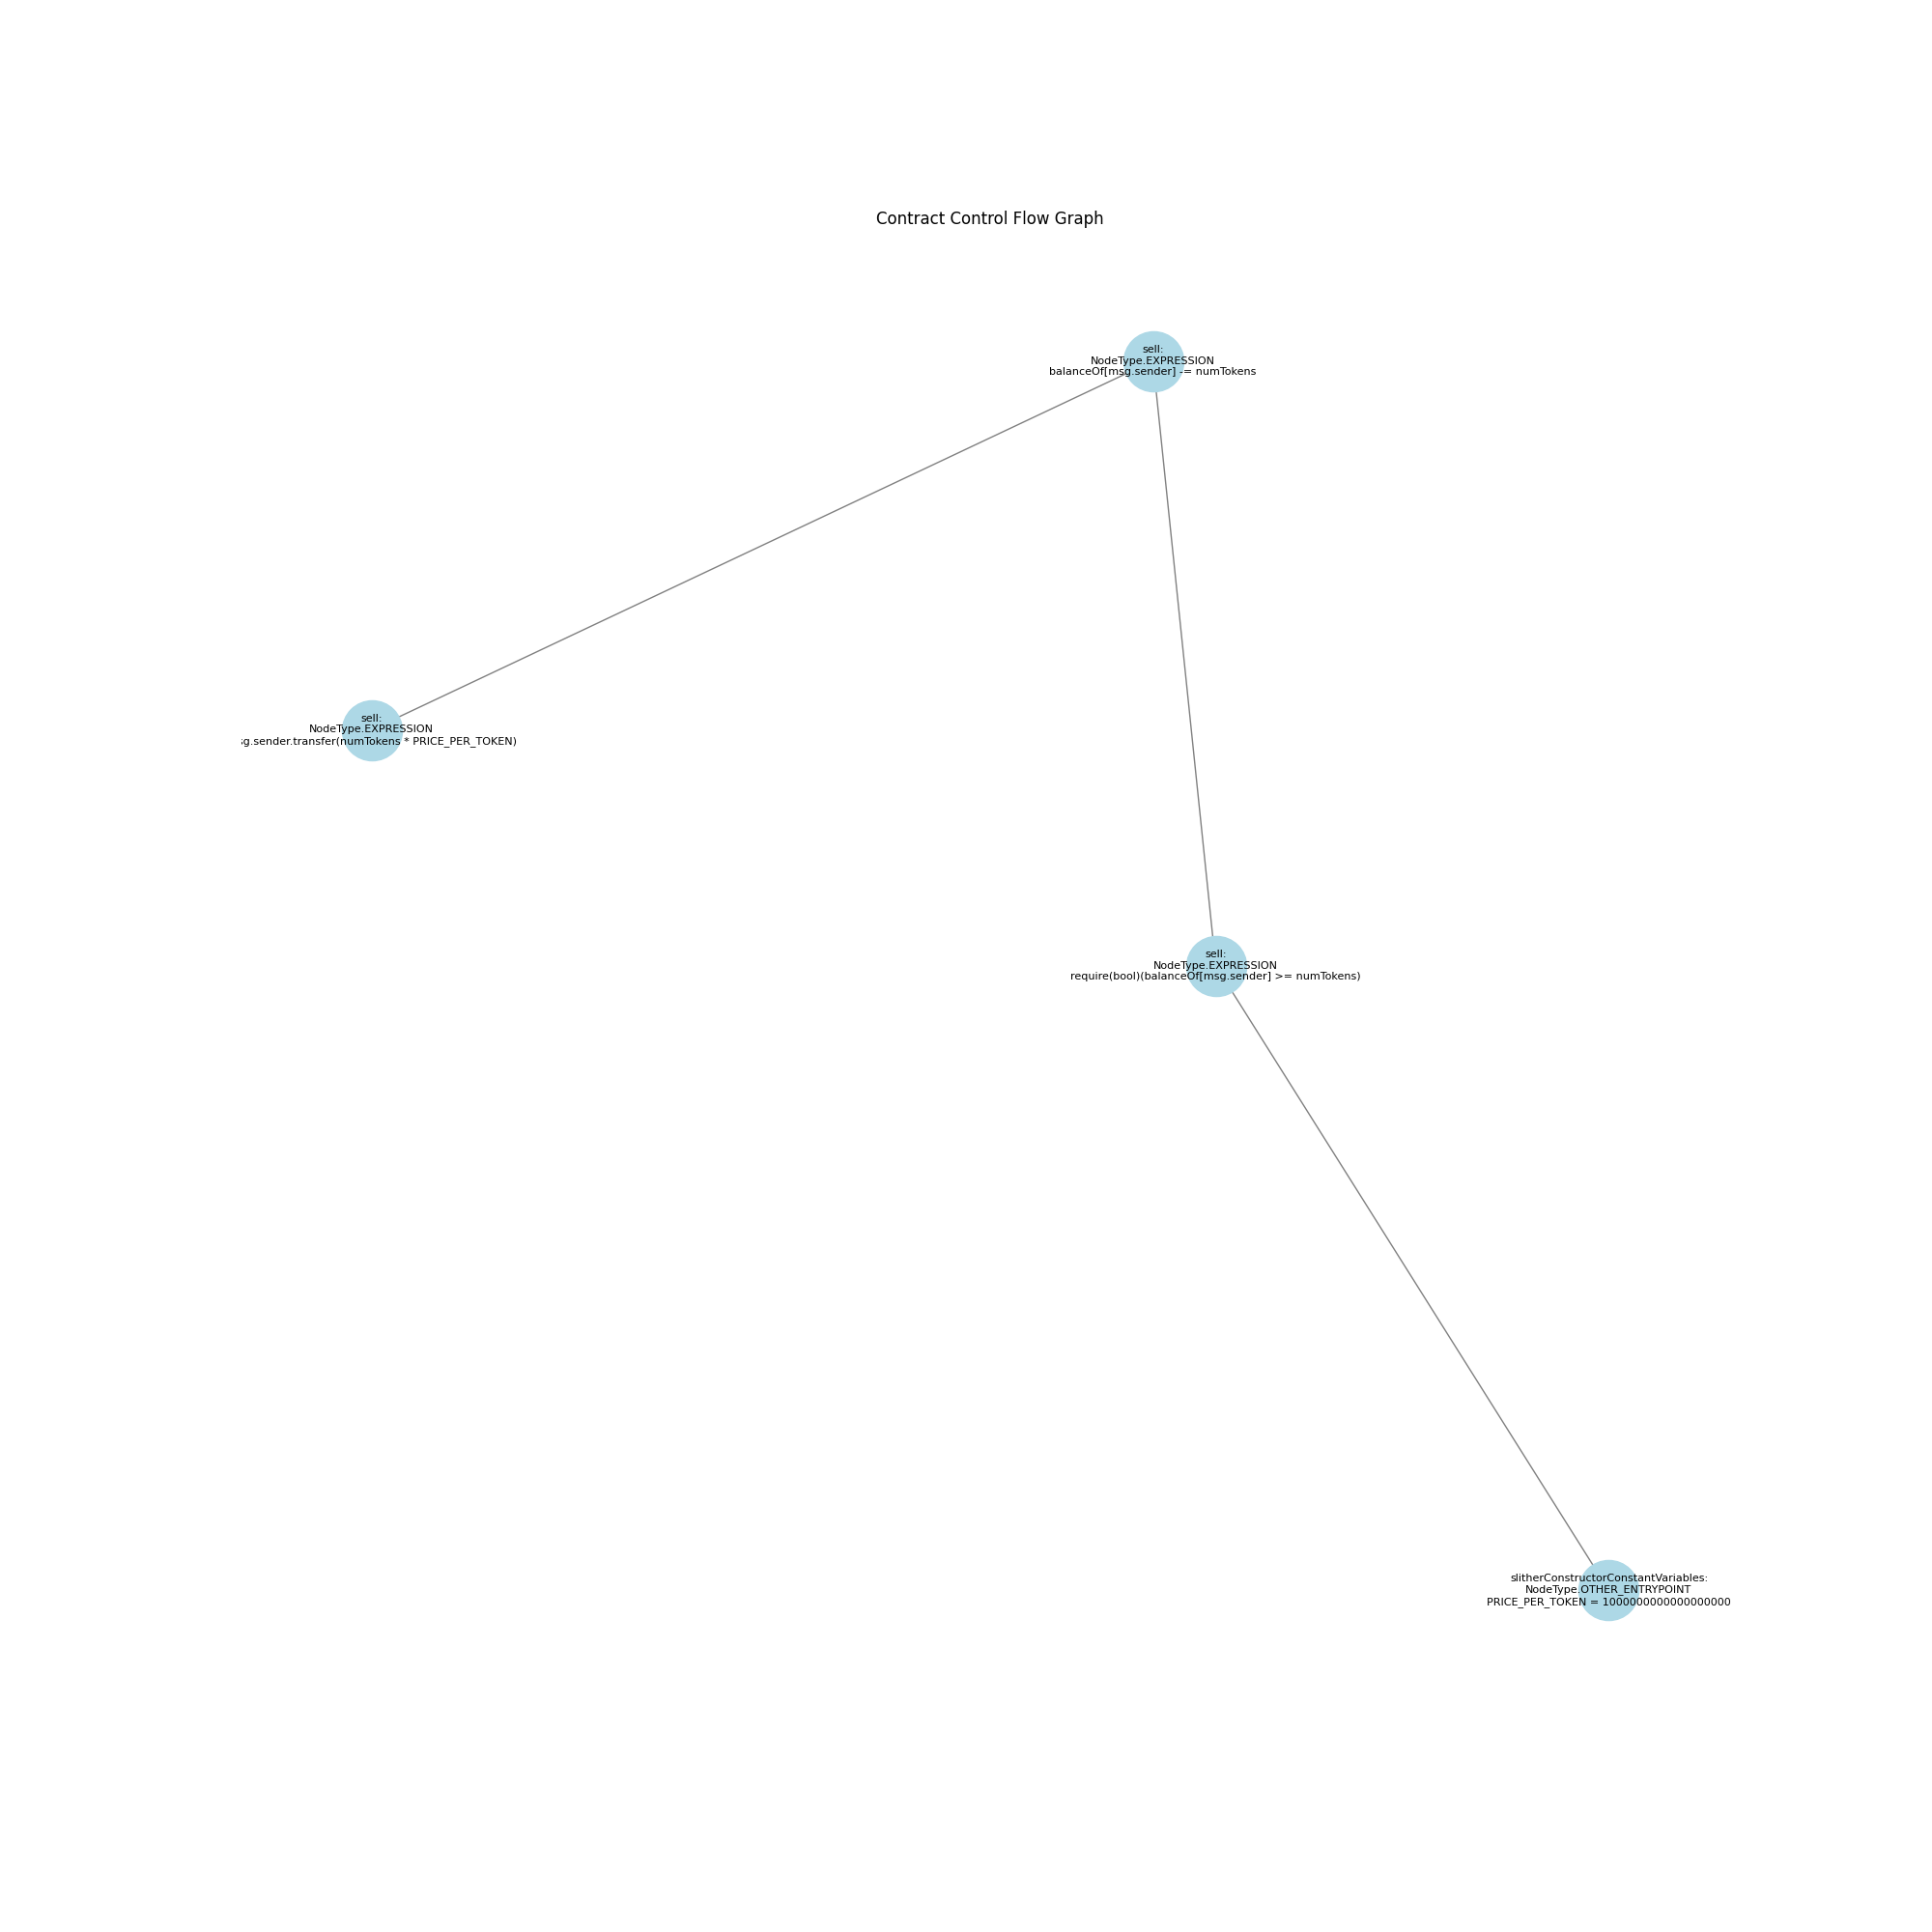 Contract Control Flow Graph
sell:
NodeType.EXPRESSION
balanceOf[msg.sender] -= numTokens
sell:
NodeType.EXPRESSION
g.sender.transfer(numTokens * PRICE_PER_TOKEN)
sell:
NodeType.EXPRESSION
require(bool)(balanceOf[msg.sender] >= numTokens)
slitherConstructorConstantVariables:
NodeType.OTHER_ENTRYPOINT
PRICE_PER_TOKEN = 1000000000000000000